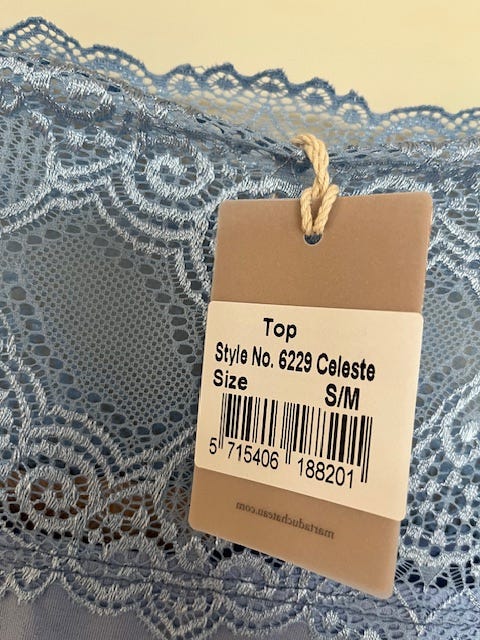 Top
Style No. 6229 Celeste
Size S/M
5 715406 188201
martaduchateau.com